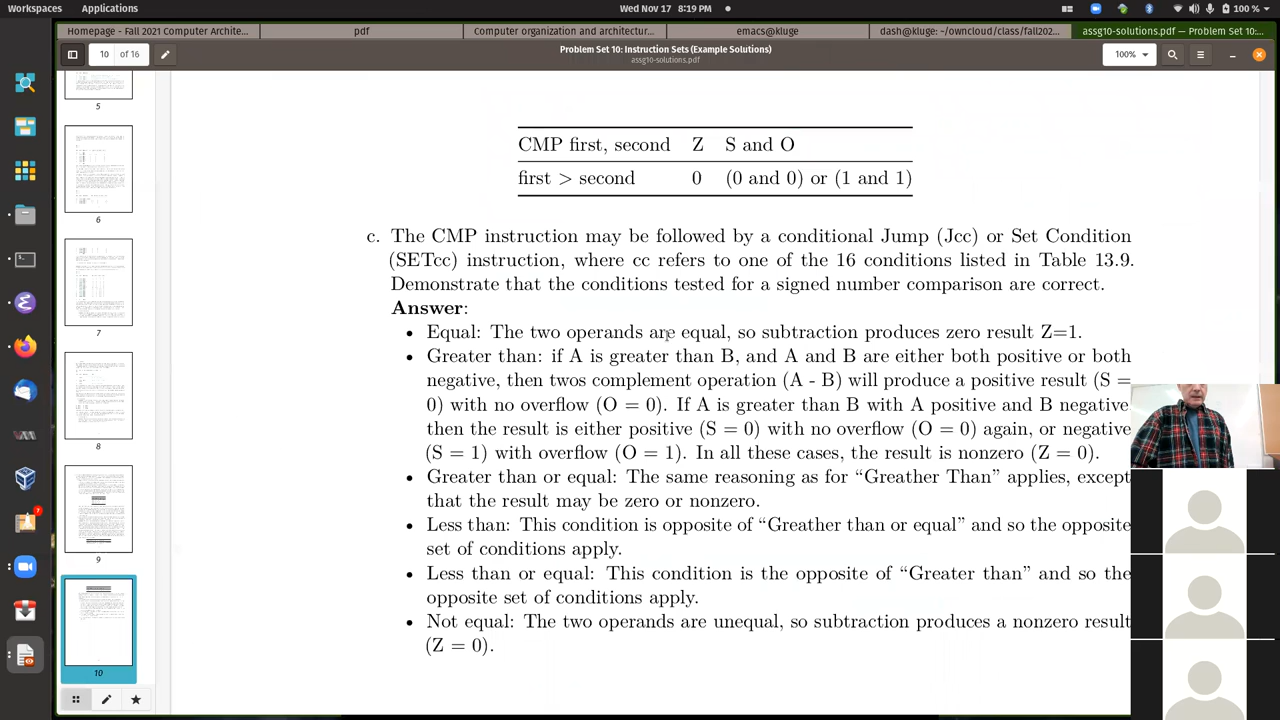 Workspaces Applications Wed Nov 17 8:19 PM 100 %
Homepage - Fall 2021 Computer Archite... pdf Computer organization and architectur... emacs@kluge dash@kluge: ~/owncloud/class/fall202... assg10-solutions.pdf — Problem Set 10:...
10 of 16 Problem Set 10: Instruction Sets (Example Solutions) 100%
assg10-solutions.pdf
5
6
7
8
9
10
7
CMP first, second Z S and O
first > second 0 (0 and 0) or (1 and 1)
c. The CMP instruction may be followed by a conditional Jump (Jcc) or Set Condition
(SETcc) instruction, where cc refers to one of the 16 conditions listed in Table 13.9.
Demonstrate that the conditions tested for a signed number comparison are correct.
Answer:
• Equal: The two operands are equal, so subtraction produces zero result Z=1.
• Greater than: if A is greater than B, and A and B are either both positive or both
negative, then twos complement operation (A - B) will produce a positive result (S =
0) with no overflow (O = 0). If A is greater than B with A positive and B negative
then the result is either positive (S = 0) with no overflow (O = 0) again, or negative
(S = 1) with overflow (O = 1). In all these cases, the result is nonzero (Z = 0).
• Greater than or equal: The same reasoning as for “Greather Than” applies, except
that the result may be zero or nonzero.
• Less than: This condition is opposite of “Greather than or equal” and so the opposite
set of conditions apply.
• Less than or equal: This condition is the opposite of “Greater than” and so the
opposite set of conditions apply.
• Not equal: The two operands are unequal, so subtraction produces a nonzero result
(Z = 0).